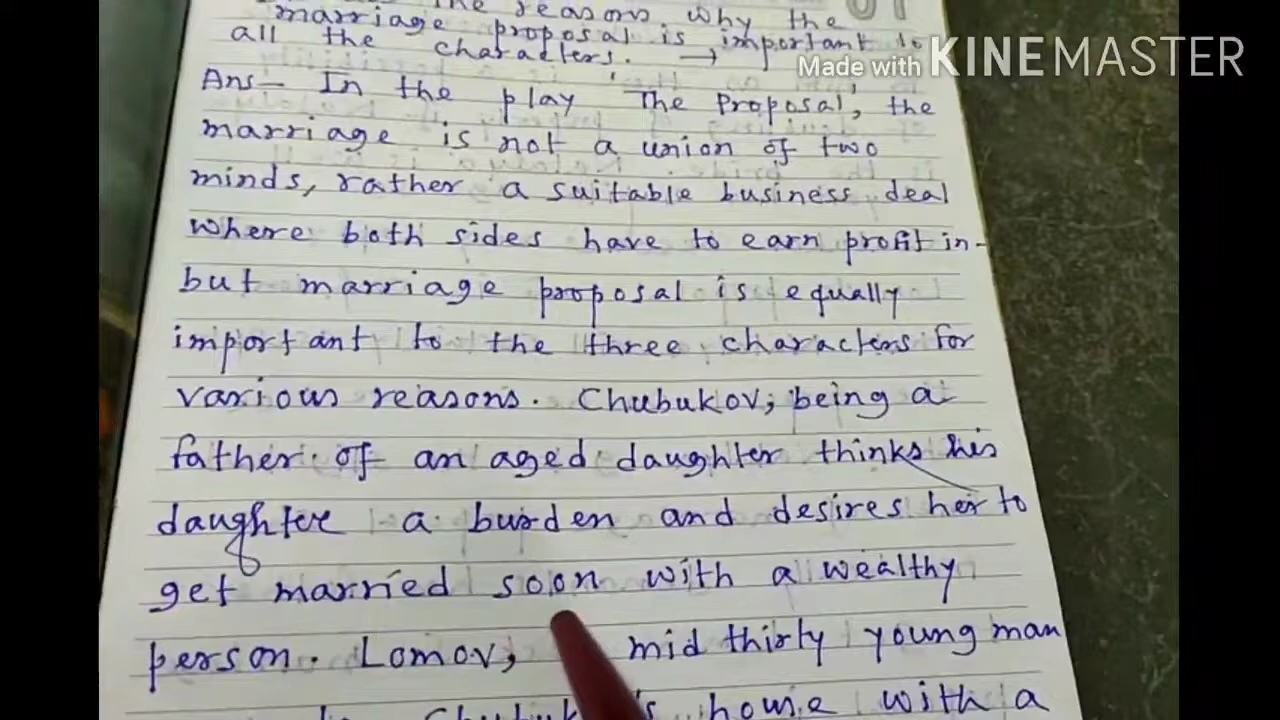 the reasons why the
marriage proposal is important to
all the characters. →
Made with KINEMASTER
Ans- In the play 'The Proposal', the
marriage is not a union of two
minds, rather a suitable business deal
where both sides have to earn profit in-
but marriage proposal is equally
important to the three characters for
various reasons. Chubukov, being a
father of an aged daughter thinks his
daughter a burden and desires her to
get married soon with a wealthy
person. Lomov, mid thirty young man
house with a